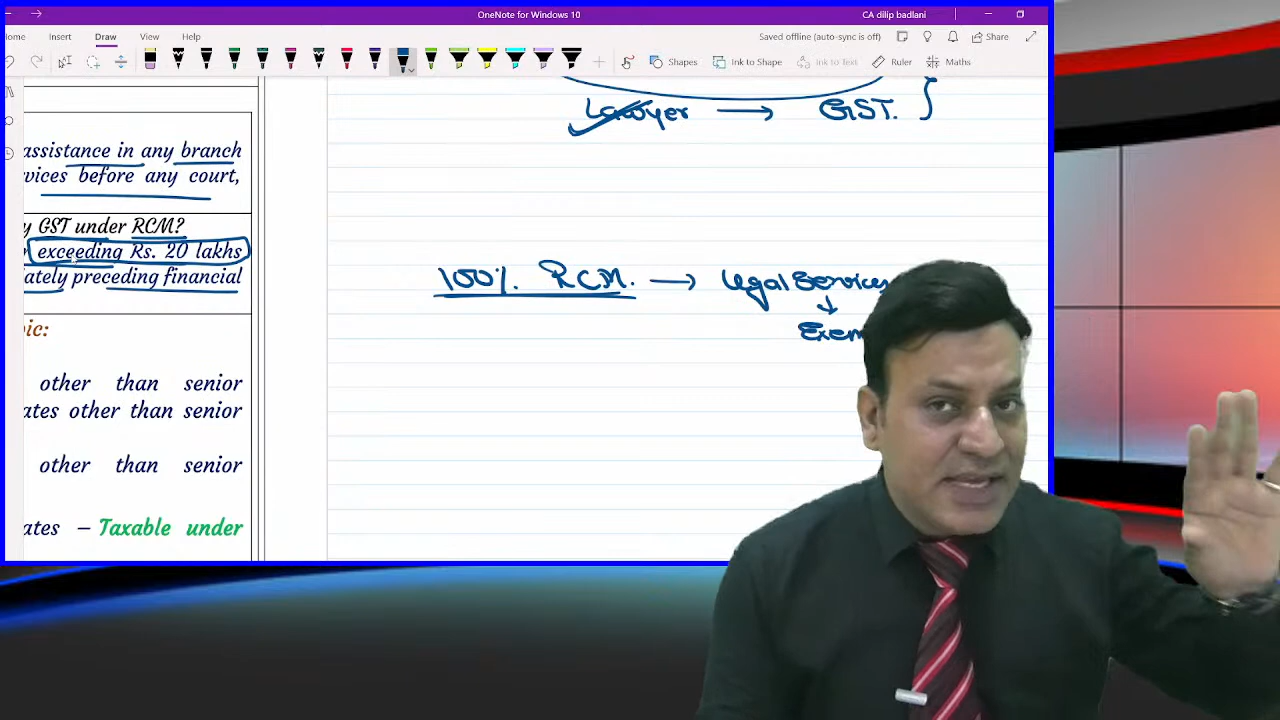 OneNote for Windows 10
CA dilip badlani
Insert
Draw
View
Help
Saved offline (auto-sync is off)
Share
Shapes
Ink to Shape
Ink to Text
Ruler
Maths
Lawyer → GST.
assistance in any branch
vices before any court,
y GST under RCM?
exceeding Rs. 20 lakhs
ately preceding financial
ic:
other than senior
ates other than senior
other than senior
ates – Taxable under
100% RCM. → Legal Services
↓
Exem